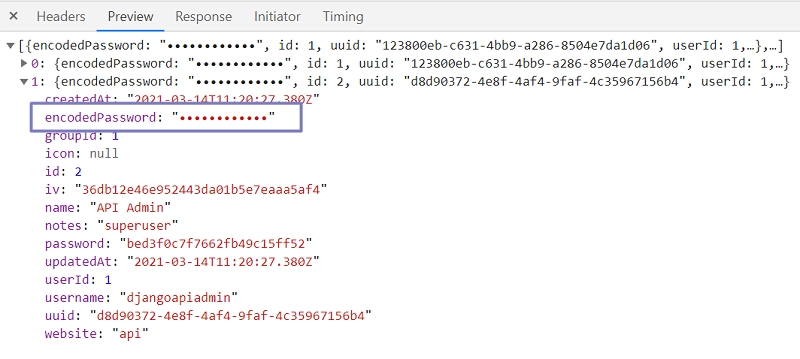 × Headers Preview Response Initiator Timing
▼[{encodedPassword: "••••••••••••", id: 1, uuid: "123800eb-c631-4bb9-a286-8504e7da1d06", userId: 1,…},…]
▶0: {encodedPassword: "••••••••••••", id: 1, uuid: "123800eb-c631-4bb9-a286-8504e7da1d06", userId: 1,…}
▼1: {encodedPassword: "••••••••••••", id: 2, uuid: "d8d90372-4e8f-4af4-9faf-4c35967156b4", userId: 1,…}
createdAt: "2021-03-14T11:20:27.380Z"
encodedPassword: "••••••••••••"
groupId: 1
icon: null
id: 2
iv: "36db12e46e952443da01b5e7eaaa5af4"
name: "API Admin"
notes: "superuser"
password: "bed3f0c7f7662fb49c15ff52"
updatedAt: "2021-03-14T11:20:27.380Z"
userId: 1
username: "djangoapiadmin"
uuid: "d8d90372-4e8f-4af4-9faf-4c35967156b4"
website: "api"